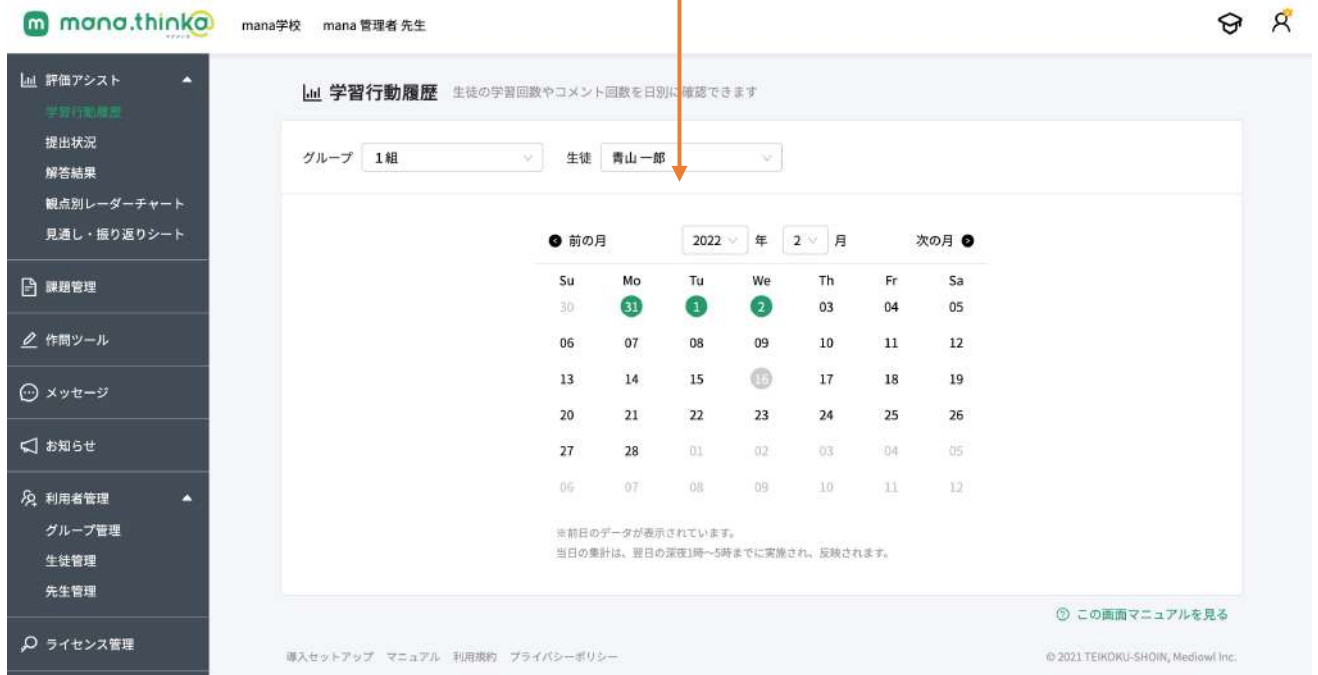 m mana.thinka mana学校 mana 管理者 先生
評価アシスト
学習行動履歴
提出状況
解答結果
観点別レーダーチャート
見通し・振り返りシート
課題管理
作問ツール
メッセージ
お知らせ
利用者管理
グループ管理
生徒管理
先生管理
ライセンス管理
学習行動履歴 生徒の学習回数やコメント回数を日別に確認できます
グループ 1組 生徒 青山 一郎
前の月 2022 年 2 月 次の月
Su Mo Tu We Th Fr Sa
30 31 1 2 03 04 05
06 07 08 09 10 11 12
13 14 15 16 17 18 19
20 21 22 23 24 25 26
27 28 01 02 03 04 05
06 07 08 09 10 11 12
※前日のデータが表示されています。
当日の集計は、翌日の深夜1時～5時までに実施され、反映されます。
この画面マニュアルを見る
導入セットアップ マニュアル 利用規約 プライバシーポリシー
© 2021 TEIKOKU-SHOIN, Mediowl Inc.